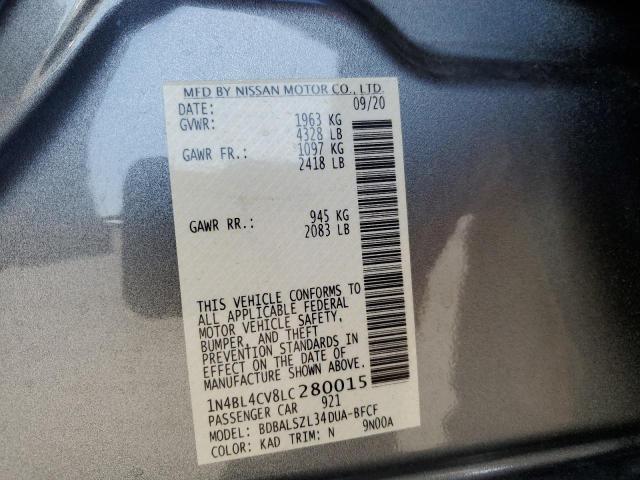 MFD BY NISSAN MOTOR CO., LTD.
DATE: 09/20
GVWR: 1963 KG
4328 LB
GAWR FR.: 1097 KG
2418 LB
GAWR RR.: 945 KG
2083 LB
THIS VEHICLE CONFORMS TO
ALL APPLICABLE FEDERAL
MOTOR VEHICLE SAFETY,
BUMPER, AND THEFT
PREVENTION STANDARDS IN
EFFECT ON THE DATE OF
MANUFACTURE SHOWN ABOVE.
1N4BL4CV8LC280015
PASSENGER CAR 921
MODEL: BDBALSZL34DUA-BFCF
COLOR: KAD TRIM: N 9N00A